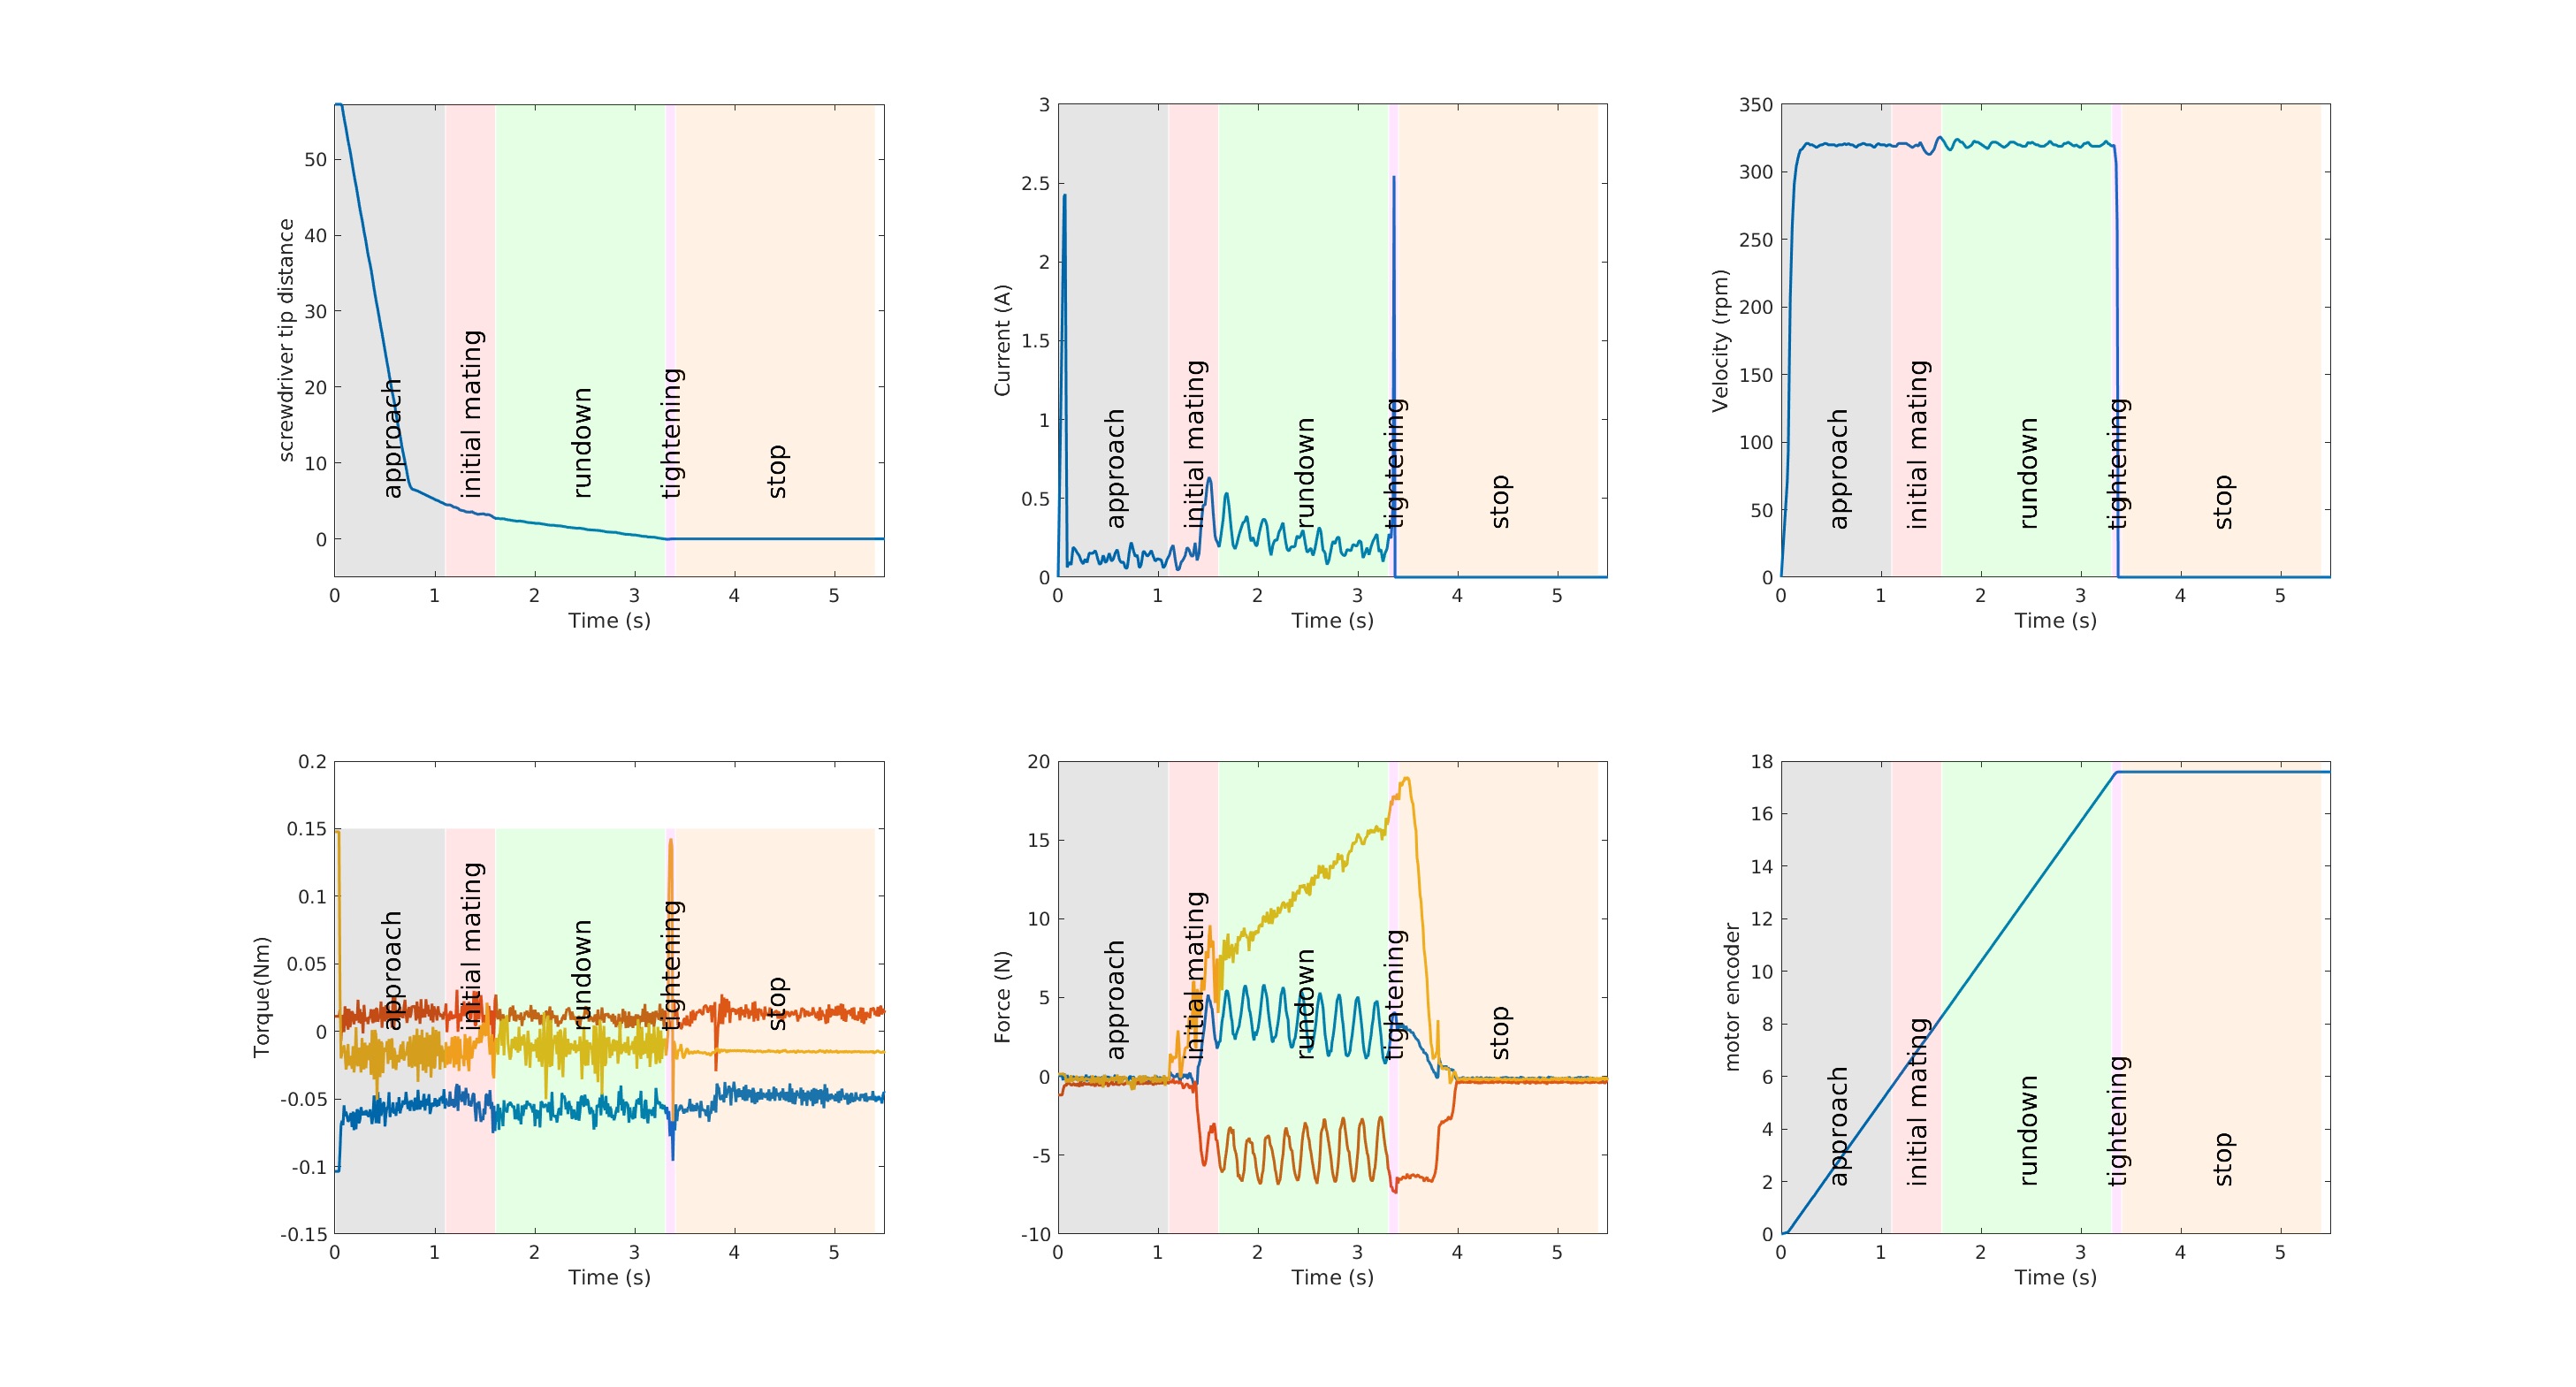 screwdriver tip distance
50
40
30
20
10
0
approach
initial mating
rundown
tightening
stop
0 1 2 3 4 5
Time (s)
Current (A)
3
2.5
2
1.5
1
0.5
0
approach
initial mating
rundown
tightening
stop
0 1 2 3 4 5
Time (s)
Velocity (rpm)
350
300
250
200
150
100
50
0
approach
initial mating
rundown
tightening
stop
0 1 2 3 4 5
Time (s)
Torque(Nm)
0.2
0.15
0.1
0.05
0
-0.05
-0.1
-0.15
approach
initial mating
rundown
tightening
stop
0 1 2 3 4 5
Time (s)
Force (N)
20
15
10
5
0
-5
-10
approach
initial mating
rundown
tightening
stop
0 1 2 3 4 5
Time (s)
motor encoder
18
16
14
12
10
8
6
4
2
0
approach
initial mating
rundown
tightening
stop
0 1 2 3 4 5
Time (s)